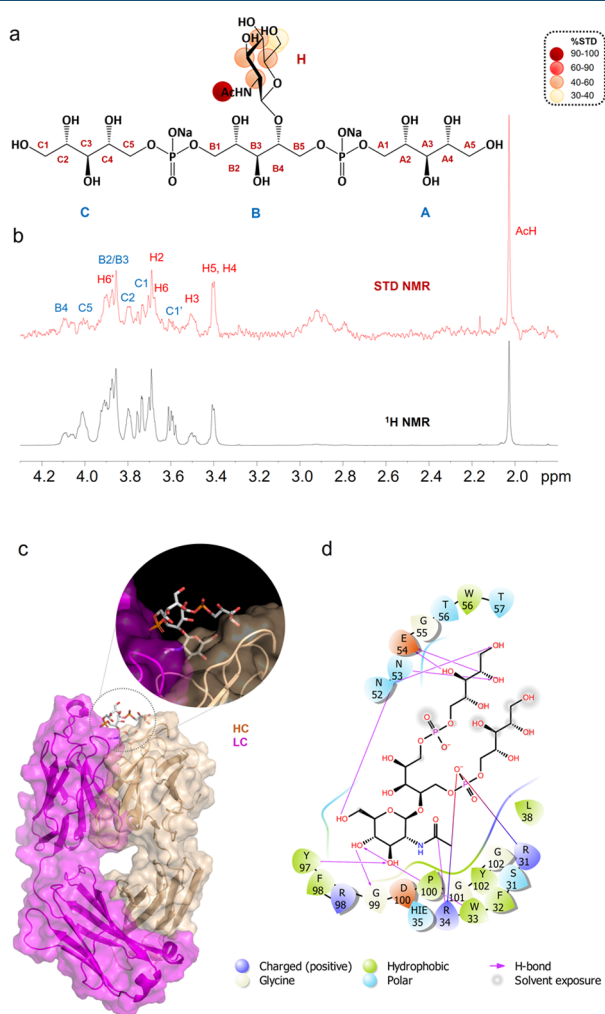 a
HO HO
HO
H
%STD
90-100
60-90
40-60
30-40
AcHN
O
O
OH OH ONa OH O ONa OH OH
HO C1 C3 C5 O P O B1 B3 B5 O P O A1 A3 A5 OH
C2 C4 O B2 B4 O A2 A4
OH OH OH
C B A
b
AcH
B2/B3
H2
C1
H6'
H6
H5, H4
C2
H3
B4 C5 C1'
STD NMR
¹H NMR
4.2 4.0 3.8 3.6 3.4 3.2 3.0 2.8 2.6 2.4 2.2 2.0 ppm
c
HC
LC
d
T 56
W 56
T 57
G 55
E 54
N 53
N 52
L 38
R 31
G 102
S 31
Y 102
F 32
G 101
W 33
P 100
R 34
HIE 35
D 100
G 99
R 98
F 98
Y 97
Charged (positive) Hydrophobic H-bond
Glycine Polar Solvent exposure